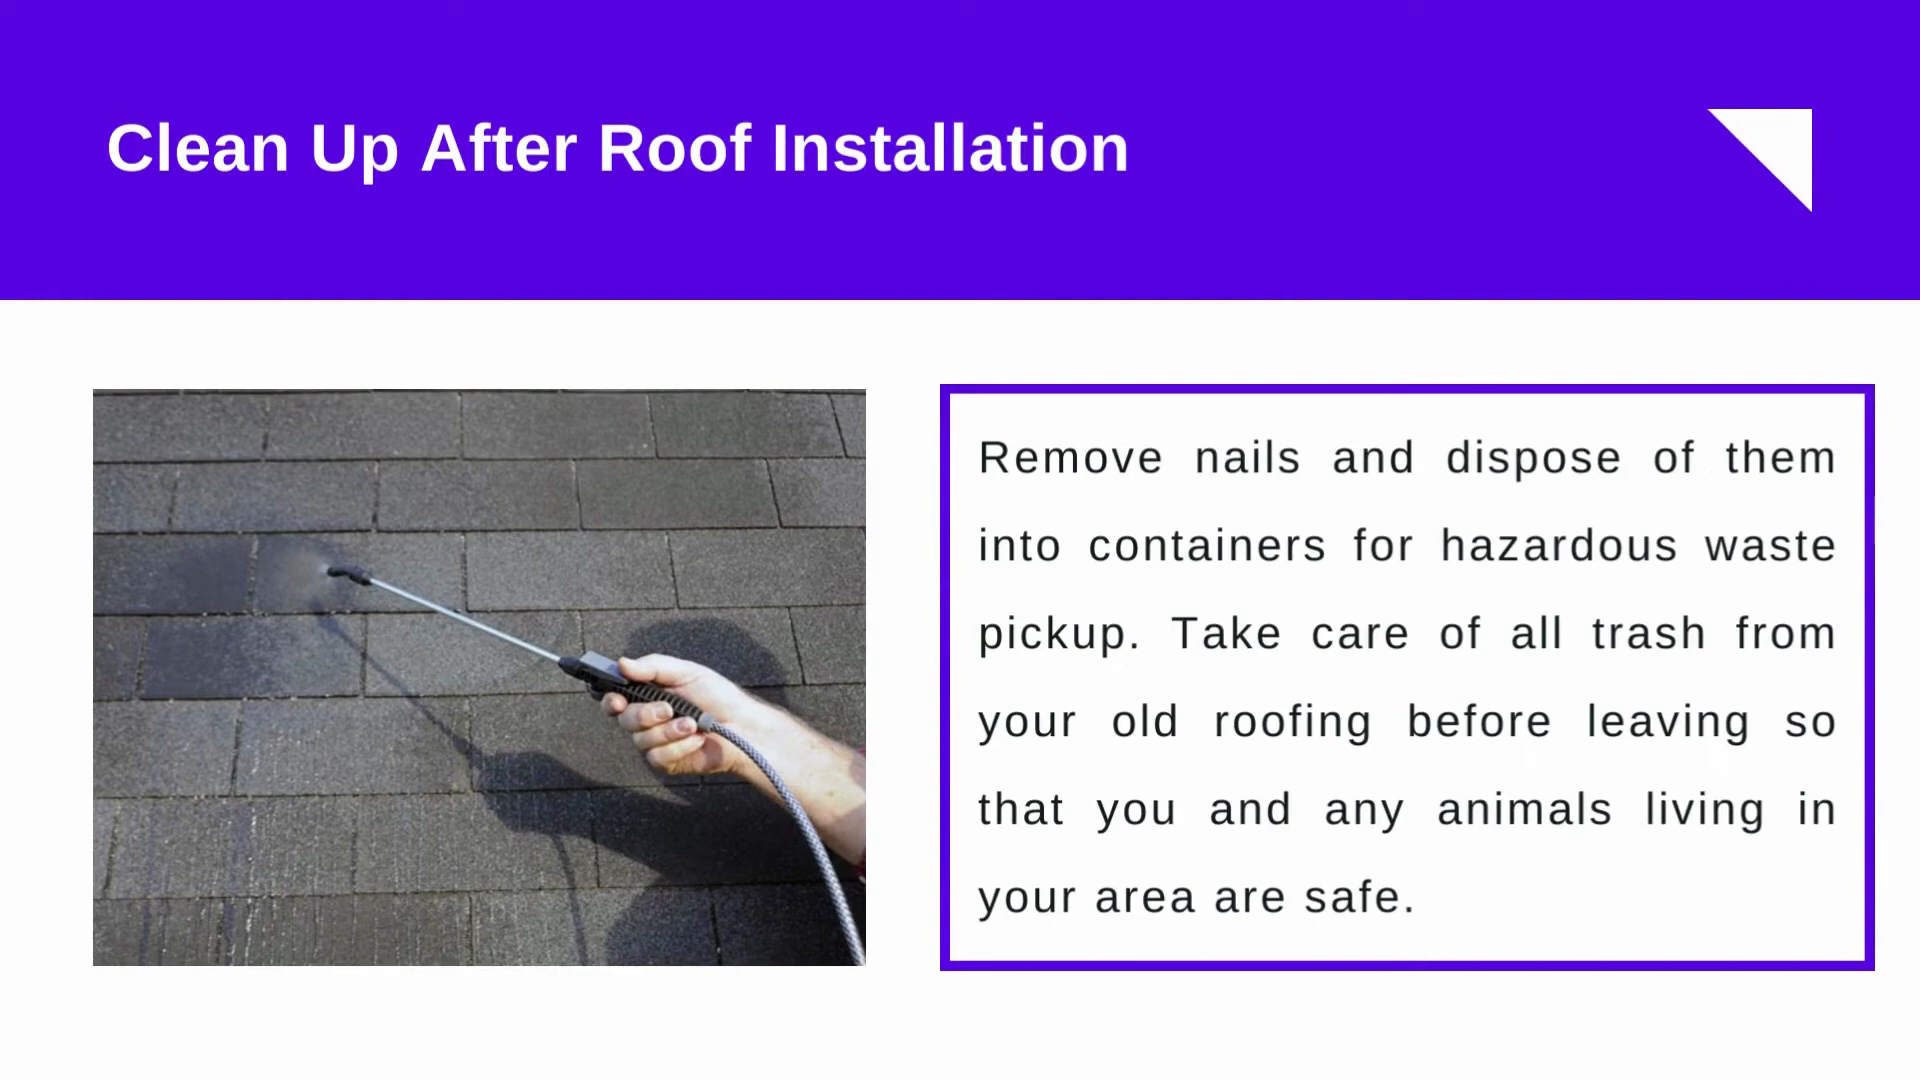 Clean Up After Roof Installation
Remove nails and dispose of them
into containers for hazardous waste
pickup. Take care of all trash from
your old roofing before leaving so
that you and any animals living in
your area are safe.